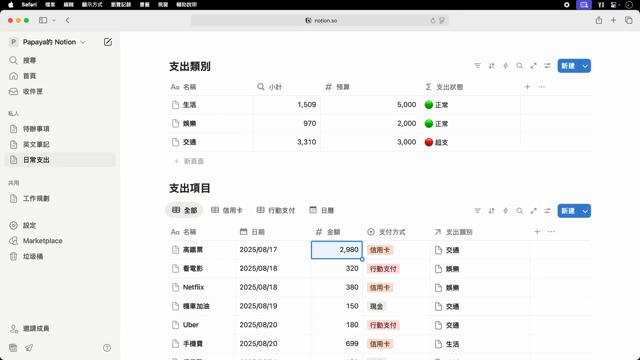 Safari 檔案 編輯 顯示方式 瀏覽記錄 書籤 視窗 輔助說明
notion.so
P Papaya的 Notion
搜尋
首頁
收件匣
私人
待辦事項
英文筆記
日常支出
共用
工作規劃
設定
Marketplace
垃圾桶
邀請成員
支出類別
新建
Aa 名稱 小計 # 預算 Σ 支出狀態
生活 1,509 5,000 正常
娛樂 970 2,000 正常
交通 3,310 3,000 超支
+ 新頁面
支出項目
全部 信用卡 行動支付 日曆
新建
Aa 名稱 日期 # 金額 支付方式 支出類別
高鐵票 2025/08/17 2,980 信用卡 交通
看電影 2025/08/18 320 行動支付 娛樂
Netflix 2025/08/18 380 信用卡 娛樂
機車加油 2025/08/19 150 現金 交通
Uber 2025/08/20 180 行動支付 交通
手機費 2025/08/20 699 信用卡 生活